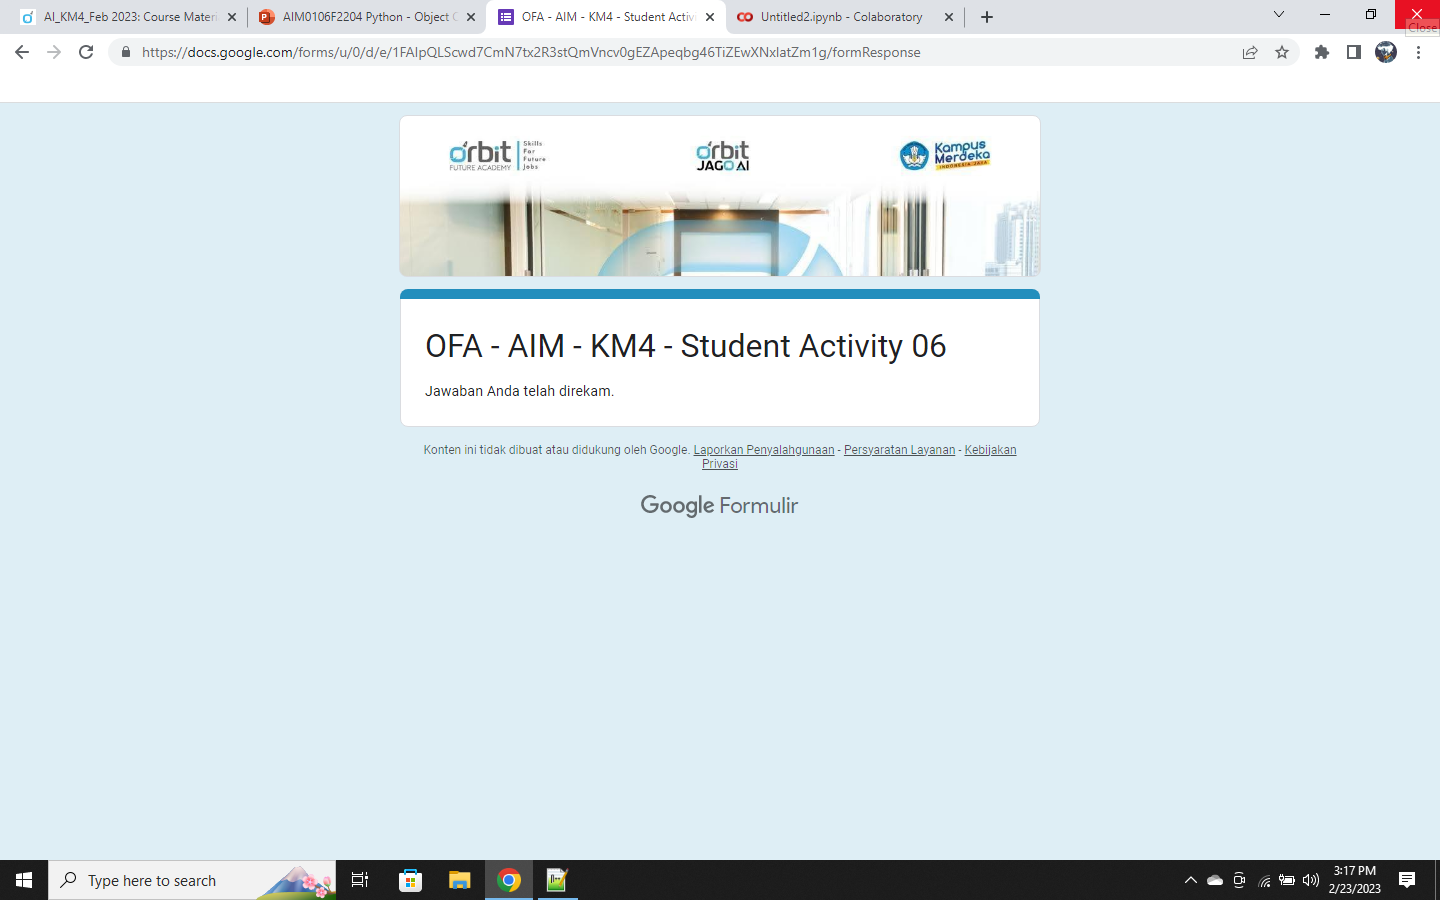 AI_KM4_Feb 2023: Course Materi
AIM0106F2204 Python - Object
OFA - AIM - KM4 - Student Activ
Untitled2.ipynb - Colaboratory
Close
https://docs.google.com/forms/u/0/d/e/1FAIpQLScwd7CmN7tx2R3stQmVncv0gEZApeqbg46TiZEwXNxlatZm1g/formResponse
orbit
FUTURE ACADEMY
Skills
For
Future
Jobs
orbit
JAGO AI
Kampus
Merdeka
INDONESIA JAYA
OFA - AIM - KM4 - Student Activity 06
Jawaban Anda telah direkam.
Konten ini tidak dibuat atau didukung oleh Google. Laporkan Penyalahgunaan - Persyaratan Layanan - Kebijakan
Privasi
Google Formulir
Type here to search
3:17 PM
2/23/2023